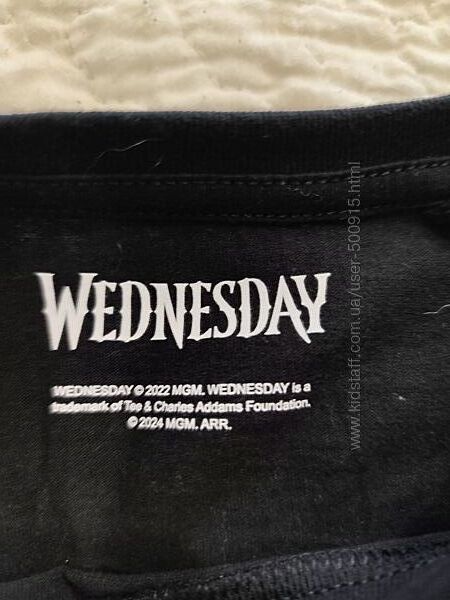 WEDNESDAY
WEDNESDAY © 2022 MGM. WEDNESDAY is a
trademark of Tee & Charles Addams Foundation.
© 2024 MGM. ARR.
www.kidstaff.com.ua/user-500915.html